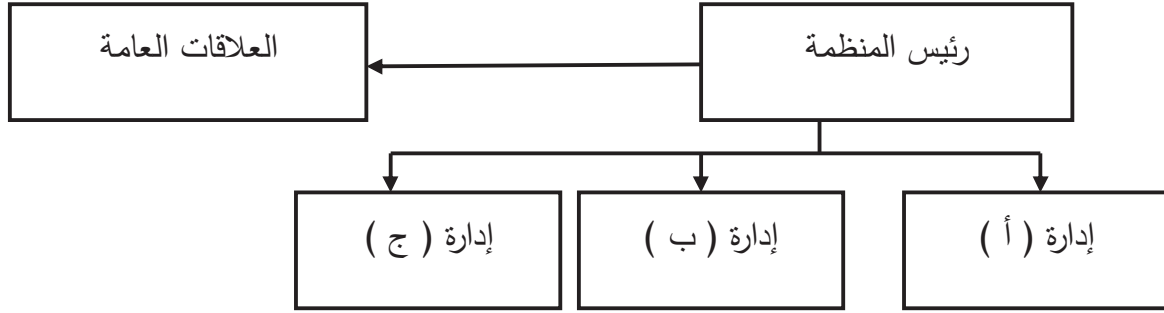 رئيس المنظمة
العلاقات العامة
إدارة ( أ )
إدارة ( ب )
إدارة ( ج )